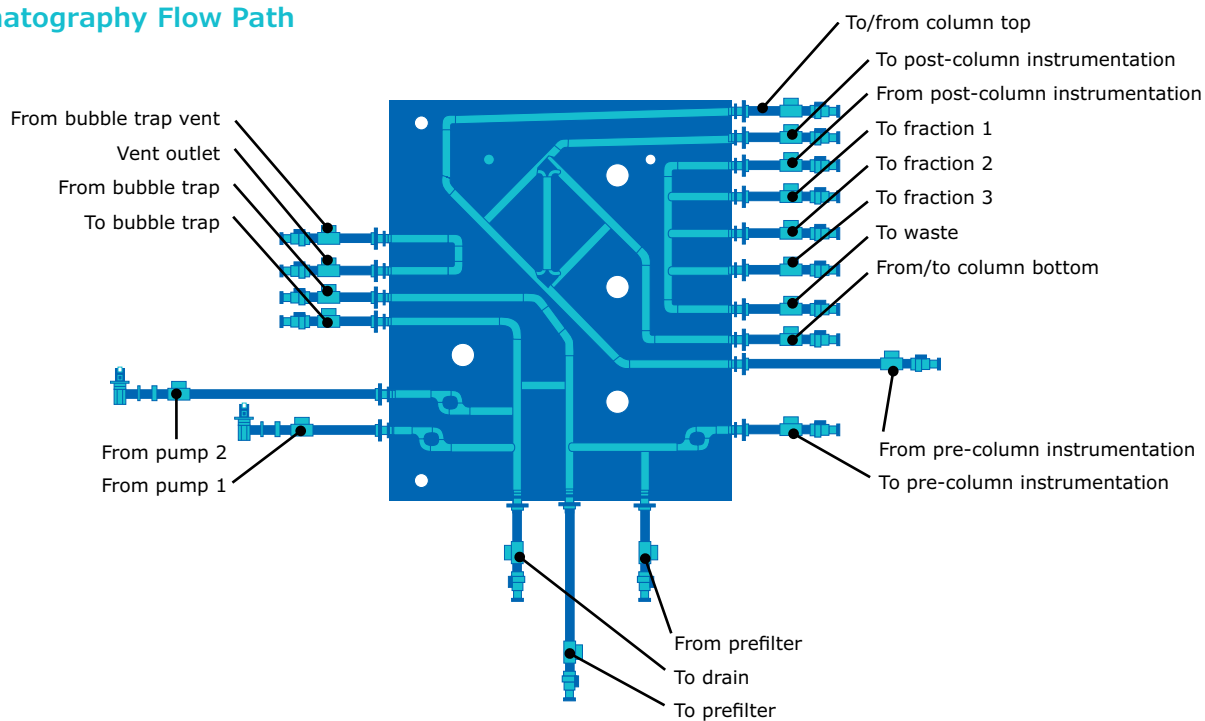 matography Flow Path
To/from column top
To post-column instrumentation
From post-column instrumentation
To fraction 1
To fraction 2
To fraction 3
To waste
From/to column bottom
From bubble trap vent
Vent outlet
From bubble trap
To bubble trap
From pump 2
From pump 1
From pre-column instrumentation
To pre-column instrumentation
From prefilter
To drain
To prefilter